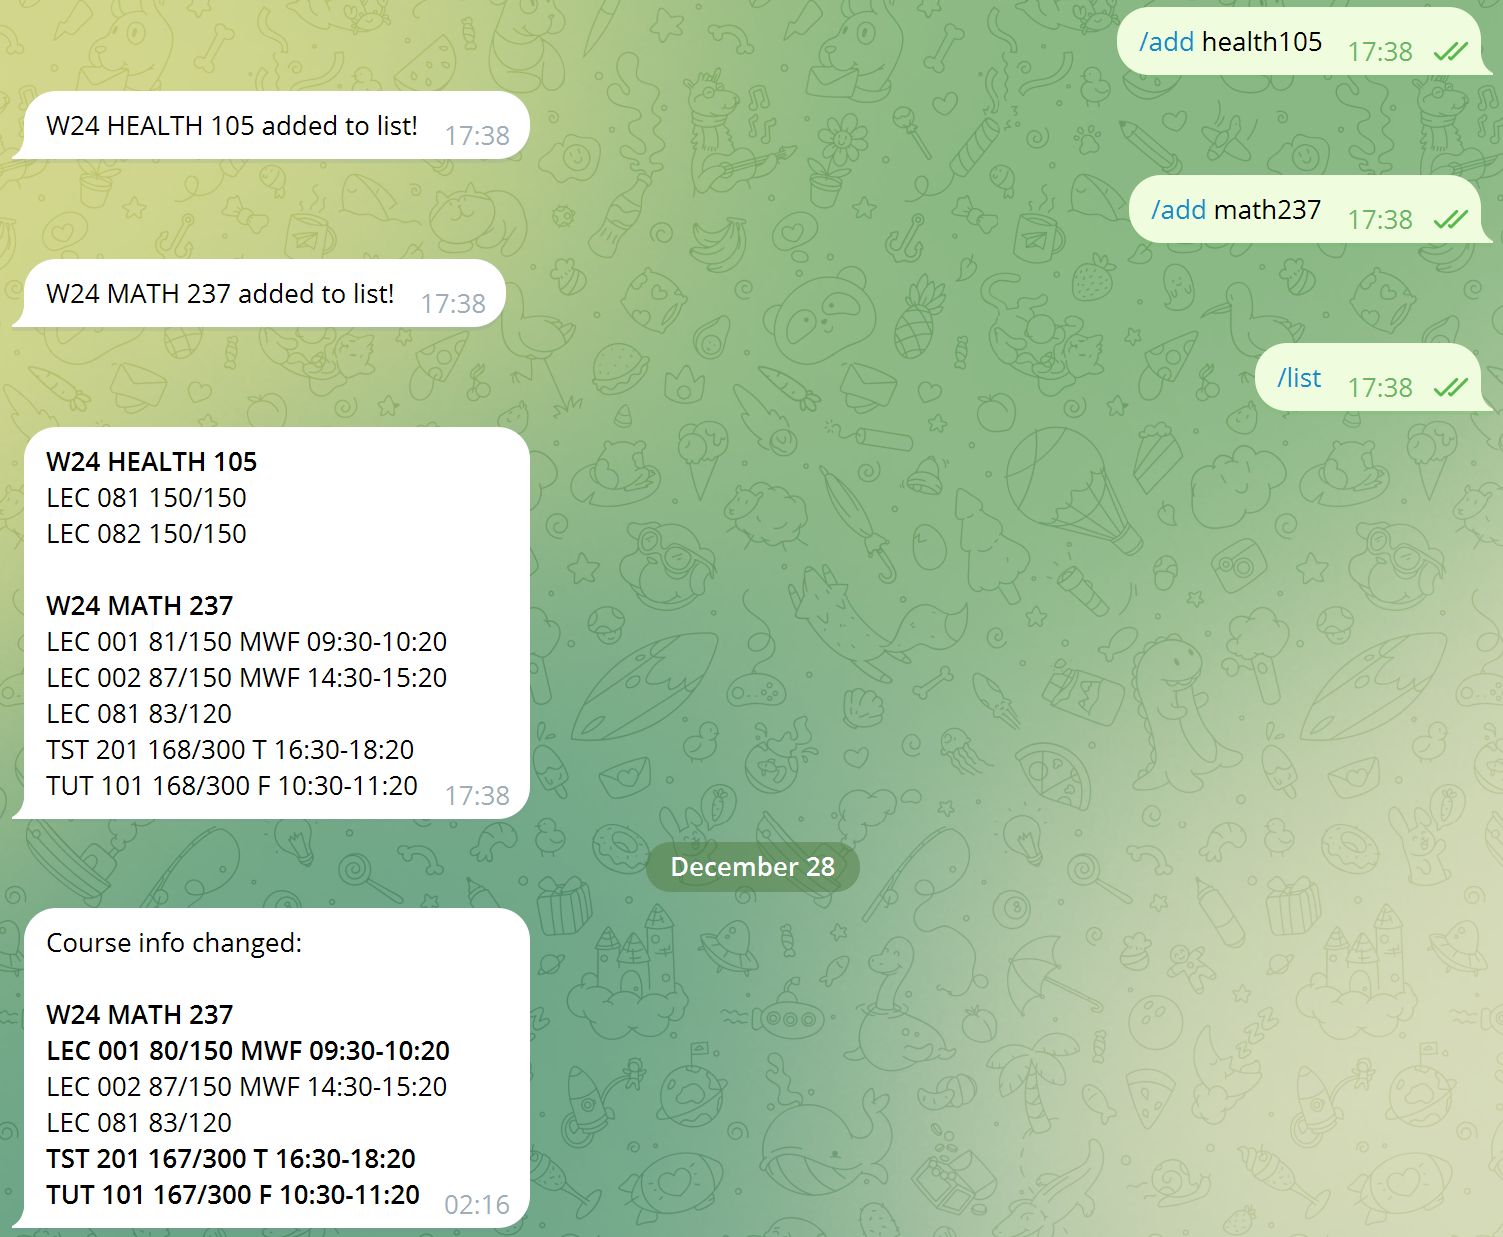 /add health105 17:38
W24 HEALTH 105 added to list! 17:38
/add math237 17:38
W24 MATH 237 added to list! 17:38
/list 17:38
W24 HEALTH 105
LEC 081 150/150
LEC 082 150/150
W24 MATH 237
LEC 001 81/150 MWF 09:30-10:20
LEC 002 87/150 MWF 14:30-15:20
LEC 081 83/120
TST 201 168/300 T 16:30-18:20
TUT 101 168/300 F 10:30-11:20 17:38
December 28
Course info changed:
W24 MATH 237
LEC 001 80/150 MWF 09:30-10:20
LEC 002 87/150 MWF 14:30-15:20
LEC 081 83/120
TST 201 167/300 T 16:30-18:20
TUT 101 167/300 F 10:30-11:20 02:16